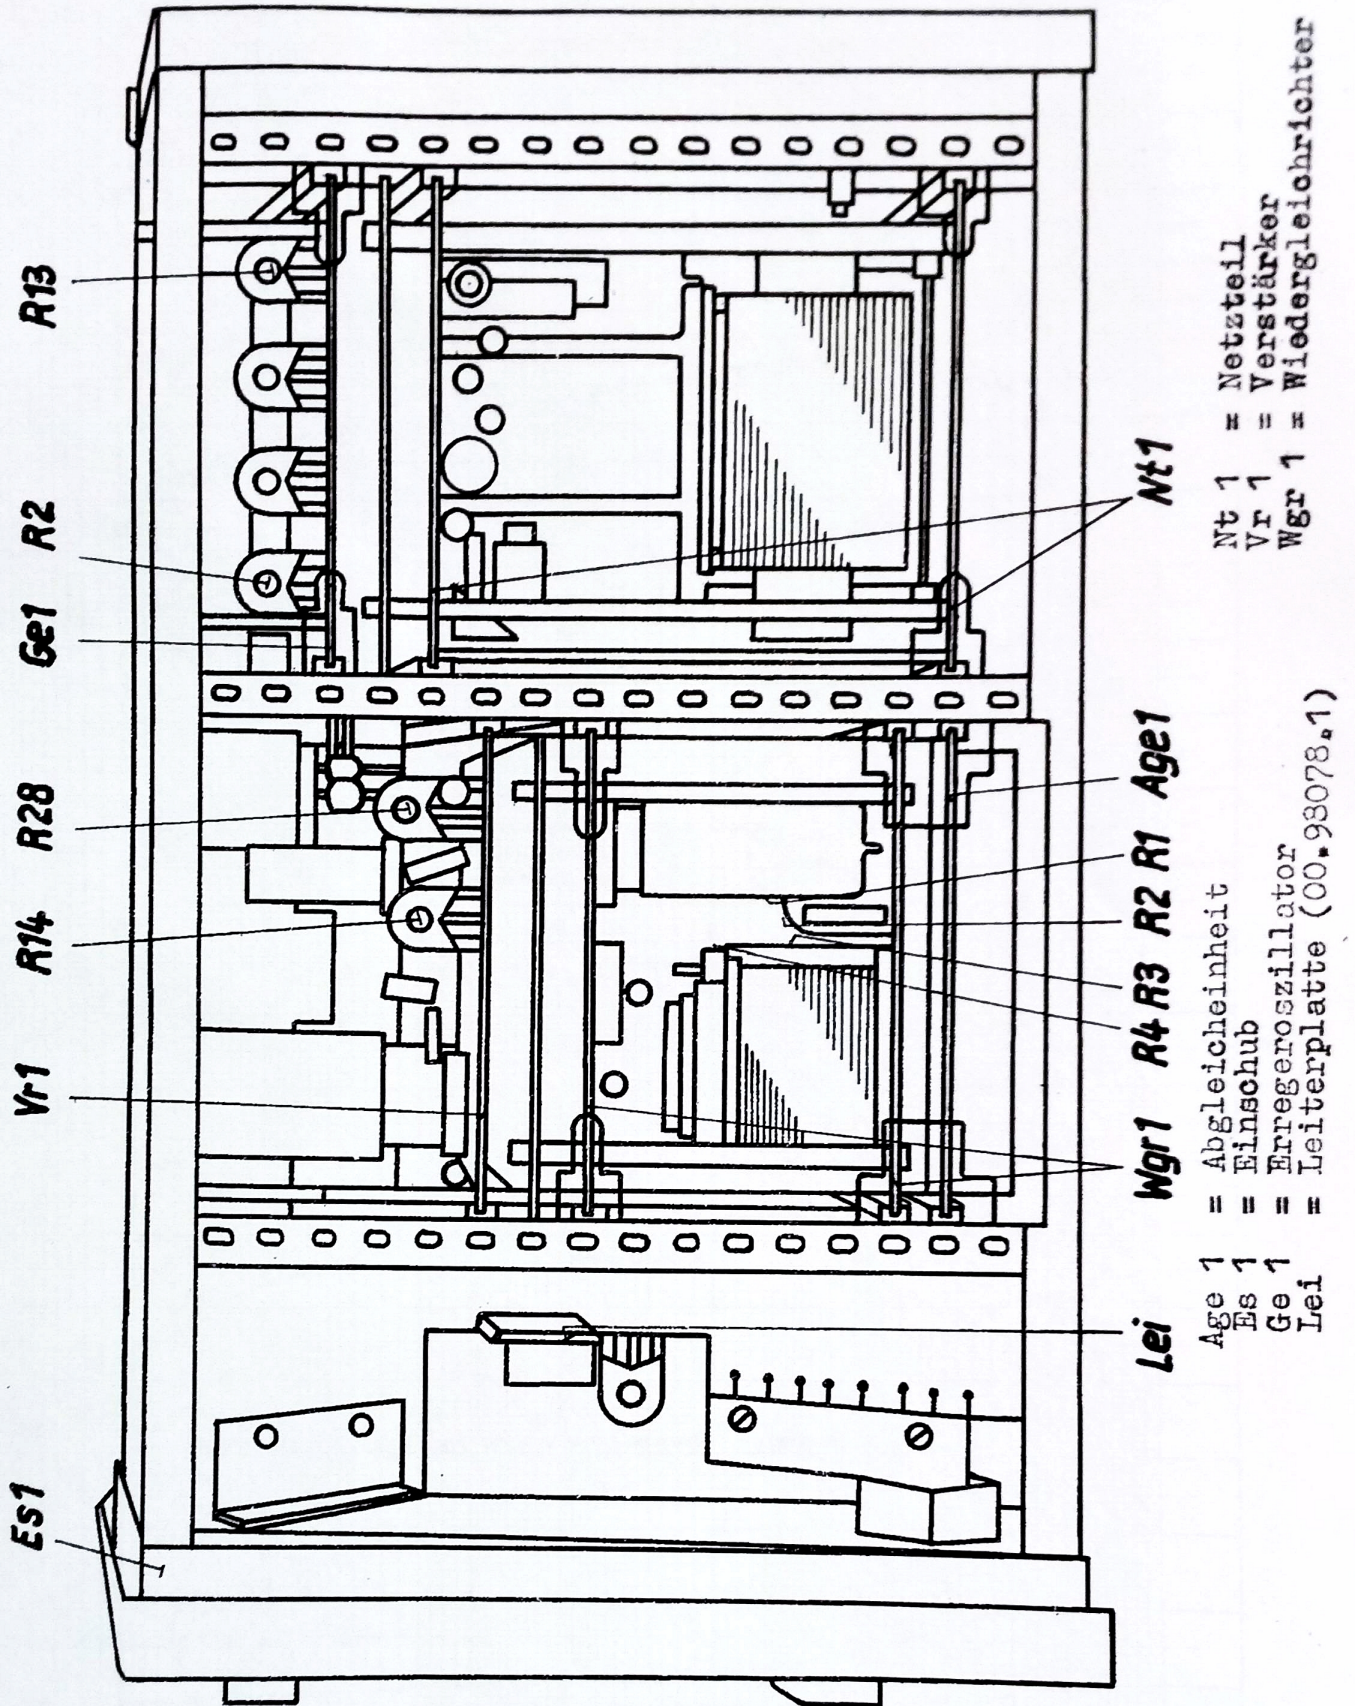 Es1 Vr1 R14 R28 Ge1 R2 R13
Lei Wgr1 R4 R3 R2 R1 Age1 Nt1
Age 1 = Abgleicheinheit
Es 1 = Einschub
Ge 1 = Erregeroszillator
Lei = Leiterplatte (00.98078.1)
Nt 1 = Netzteil
Vr 1 = Verstärker
Wgr 1 = Wiedergleichrichter